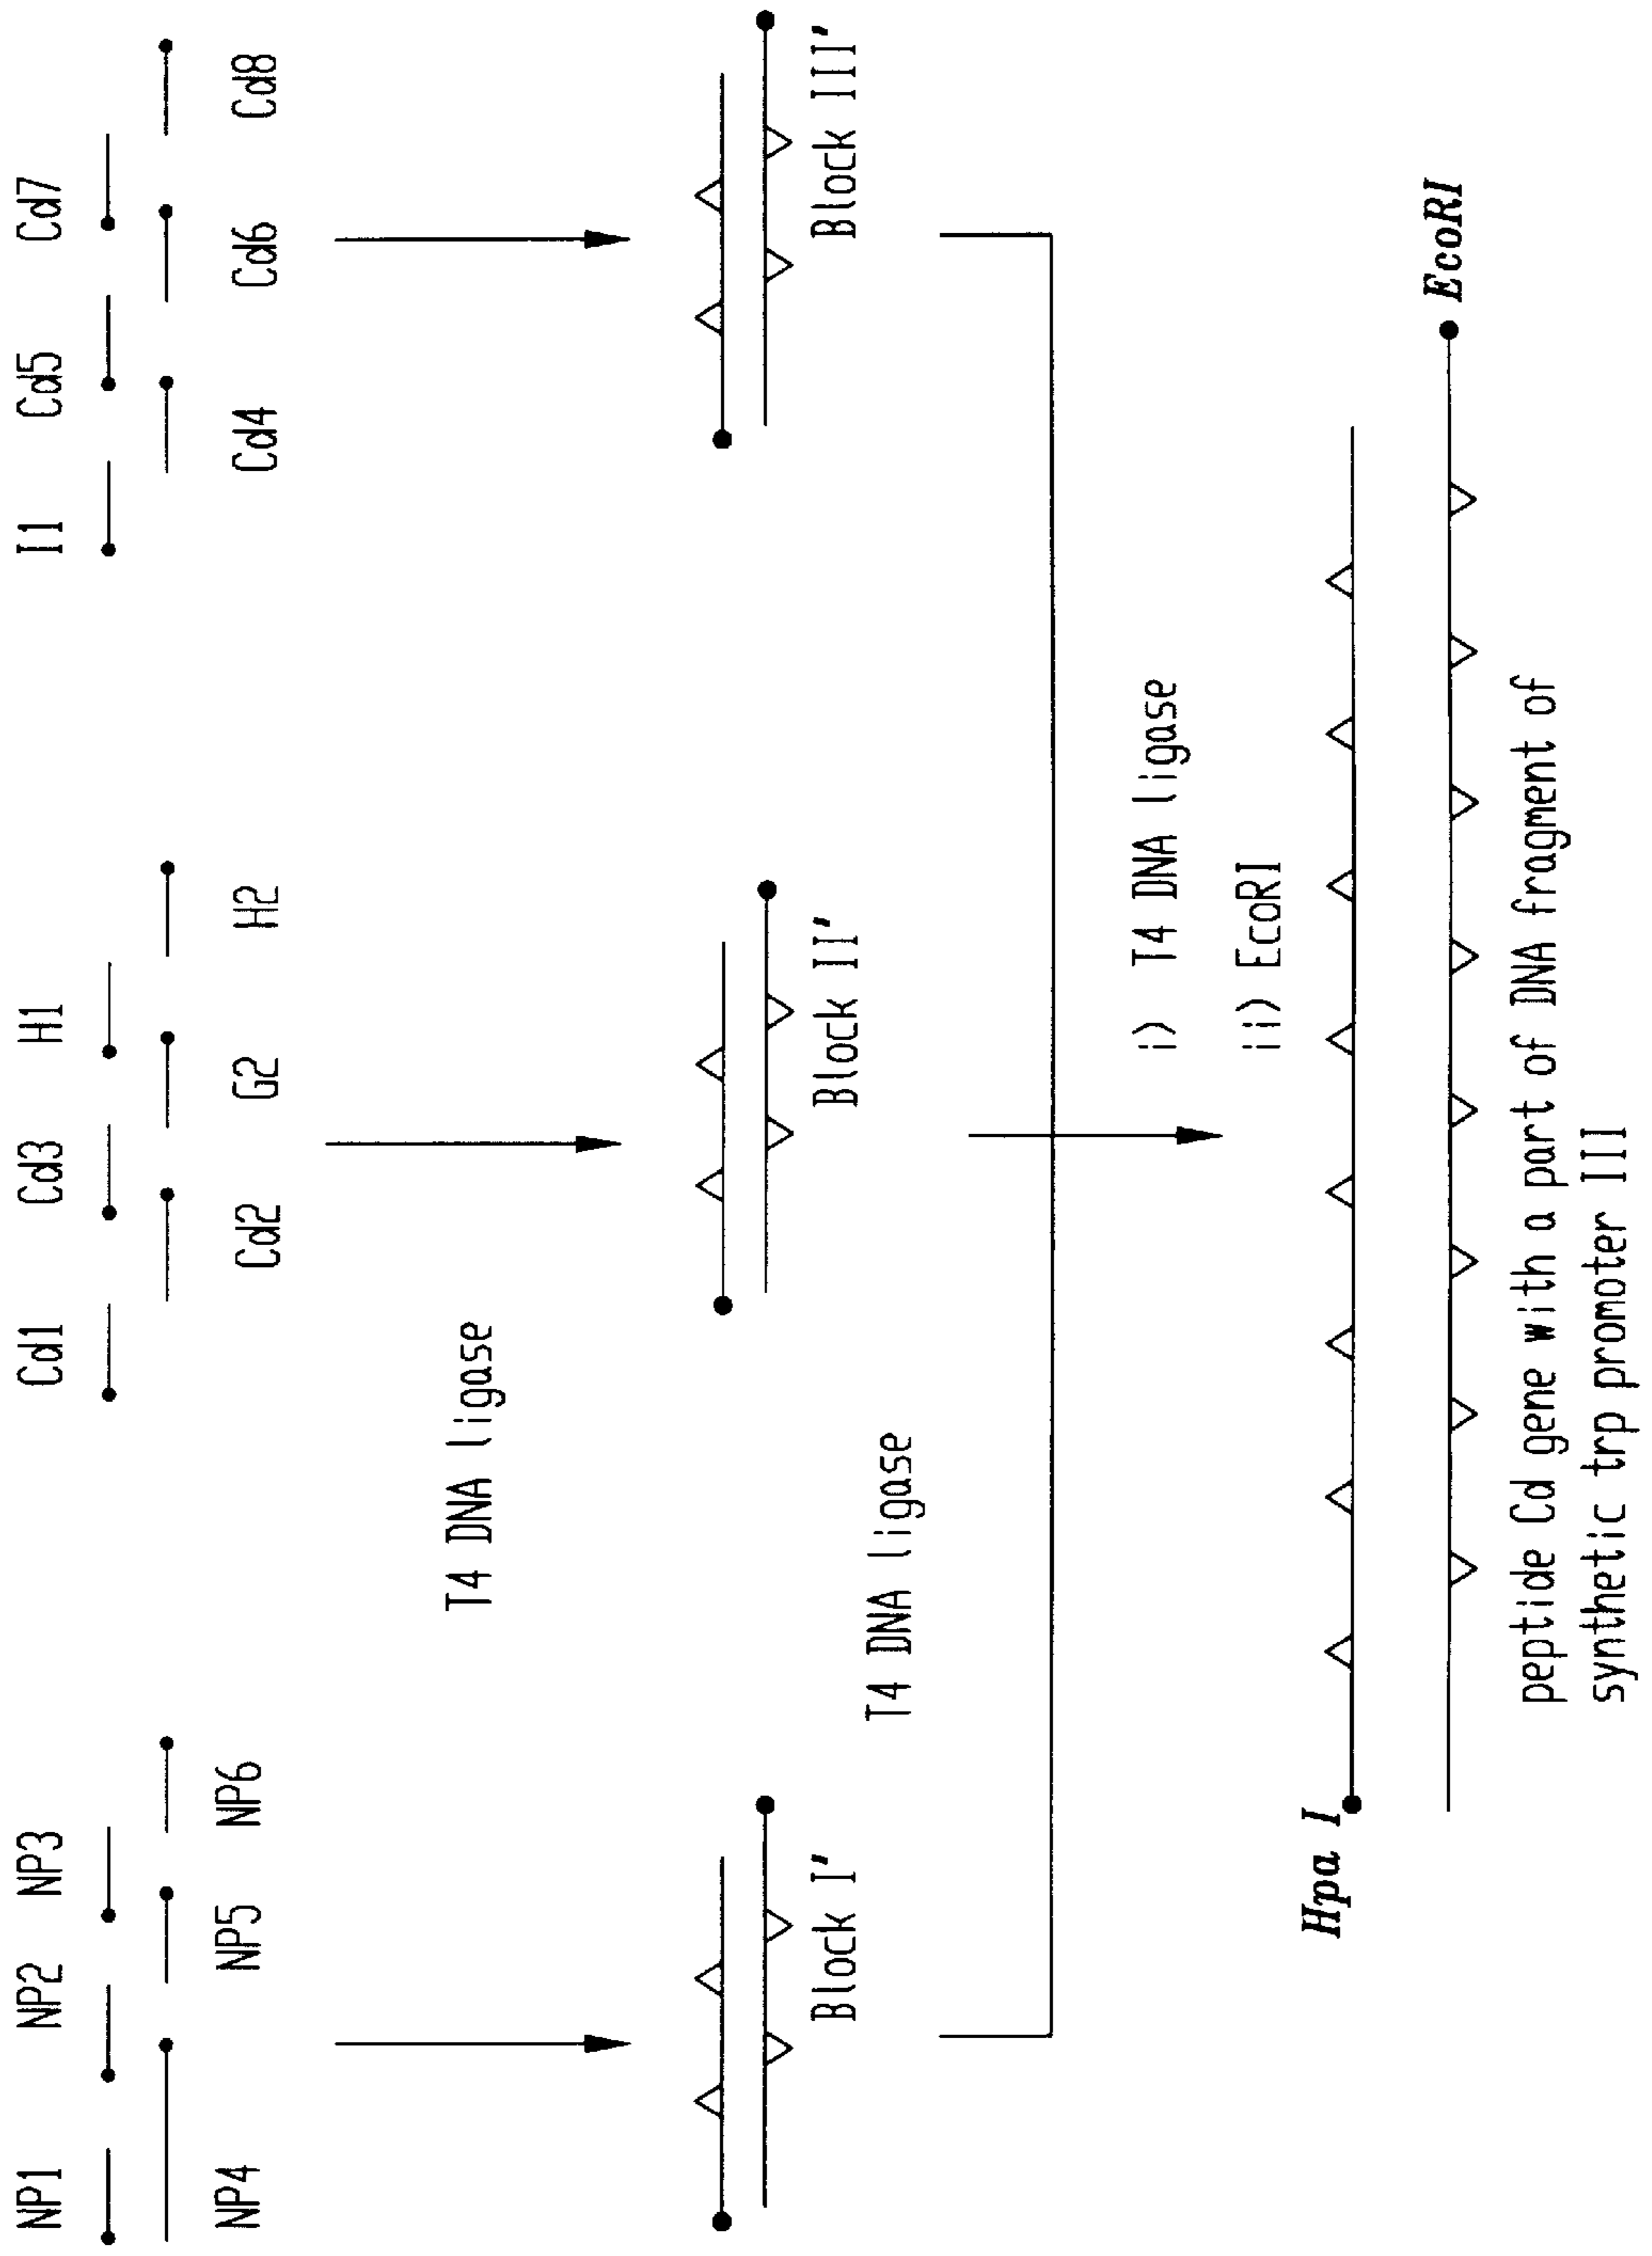 NP1 NP2 NP3
NP4 NP5 NP6
Cd1 Cd3 H1
Cd2 G2 H2
I1 Cd5 Cd7
Cd4 Cd6 Cd8
T4 DNA ligase
Block I'
Block II'
Block III'
T4 DNA ligase
i) T4 DNA ligase
ii) EcoRI
Hpa I
EcoRI
peptide Cd gene with a part of DNA fragment of
synthetic trp promoter III